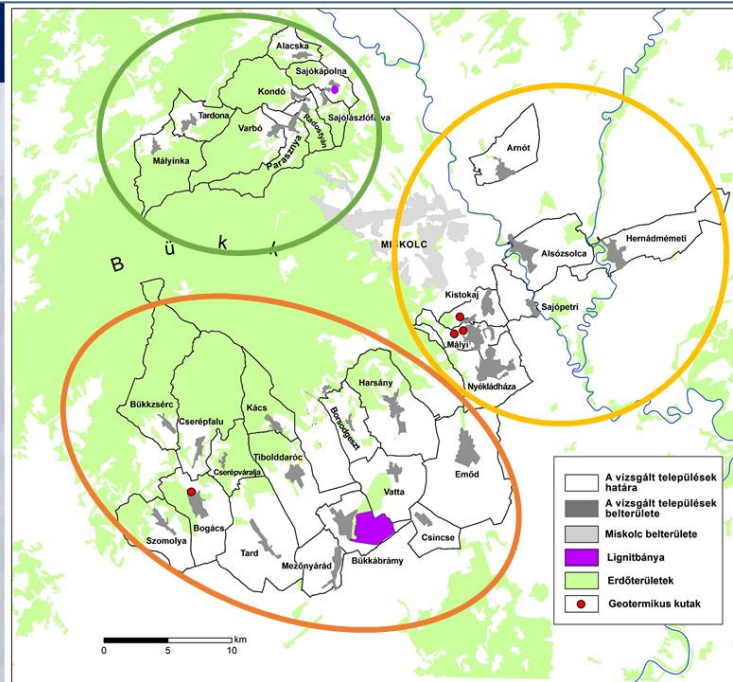 Alacska
Sajókápolna
Kondó
Tardona
Varbó
Parasznya
Radostyán
Sajólászlófalva
Mályinka
Arnót
MISKOLC
Bükk
Alsózsolca
Hernádnémeti
Kistokaj
Sajópetri
Mályi
Nyékládháza
Harsány
Bükkzsérc
Cserépfalu
Kács
Borsodgeszt
Tibolddaróc
Cserépváralja
Emőd
Vatta
Bogács
Szomolya
Tard
Csincse
Mezőnyárád
Bükkábrány
A vizsgált települések
határa
A vizsgált települések
belterülete
Miskolc belterülete
Lignitbánya
Erdőterületek
Geotermikus kutak
km
0 5 10